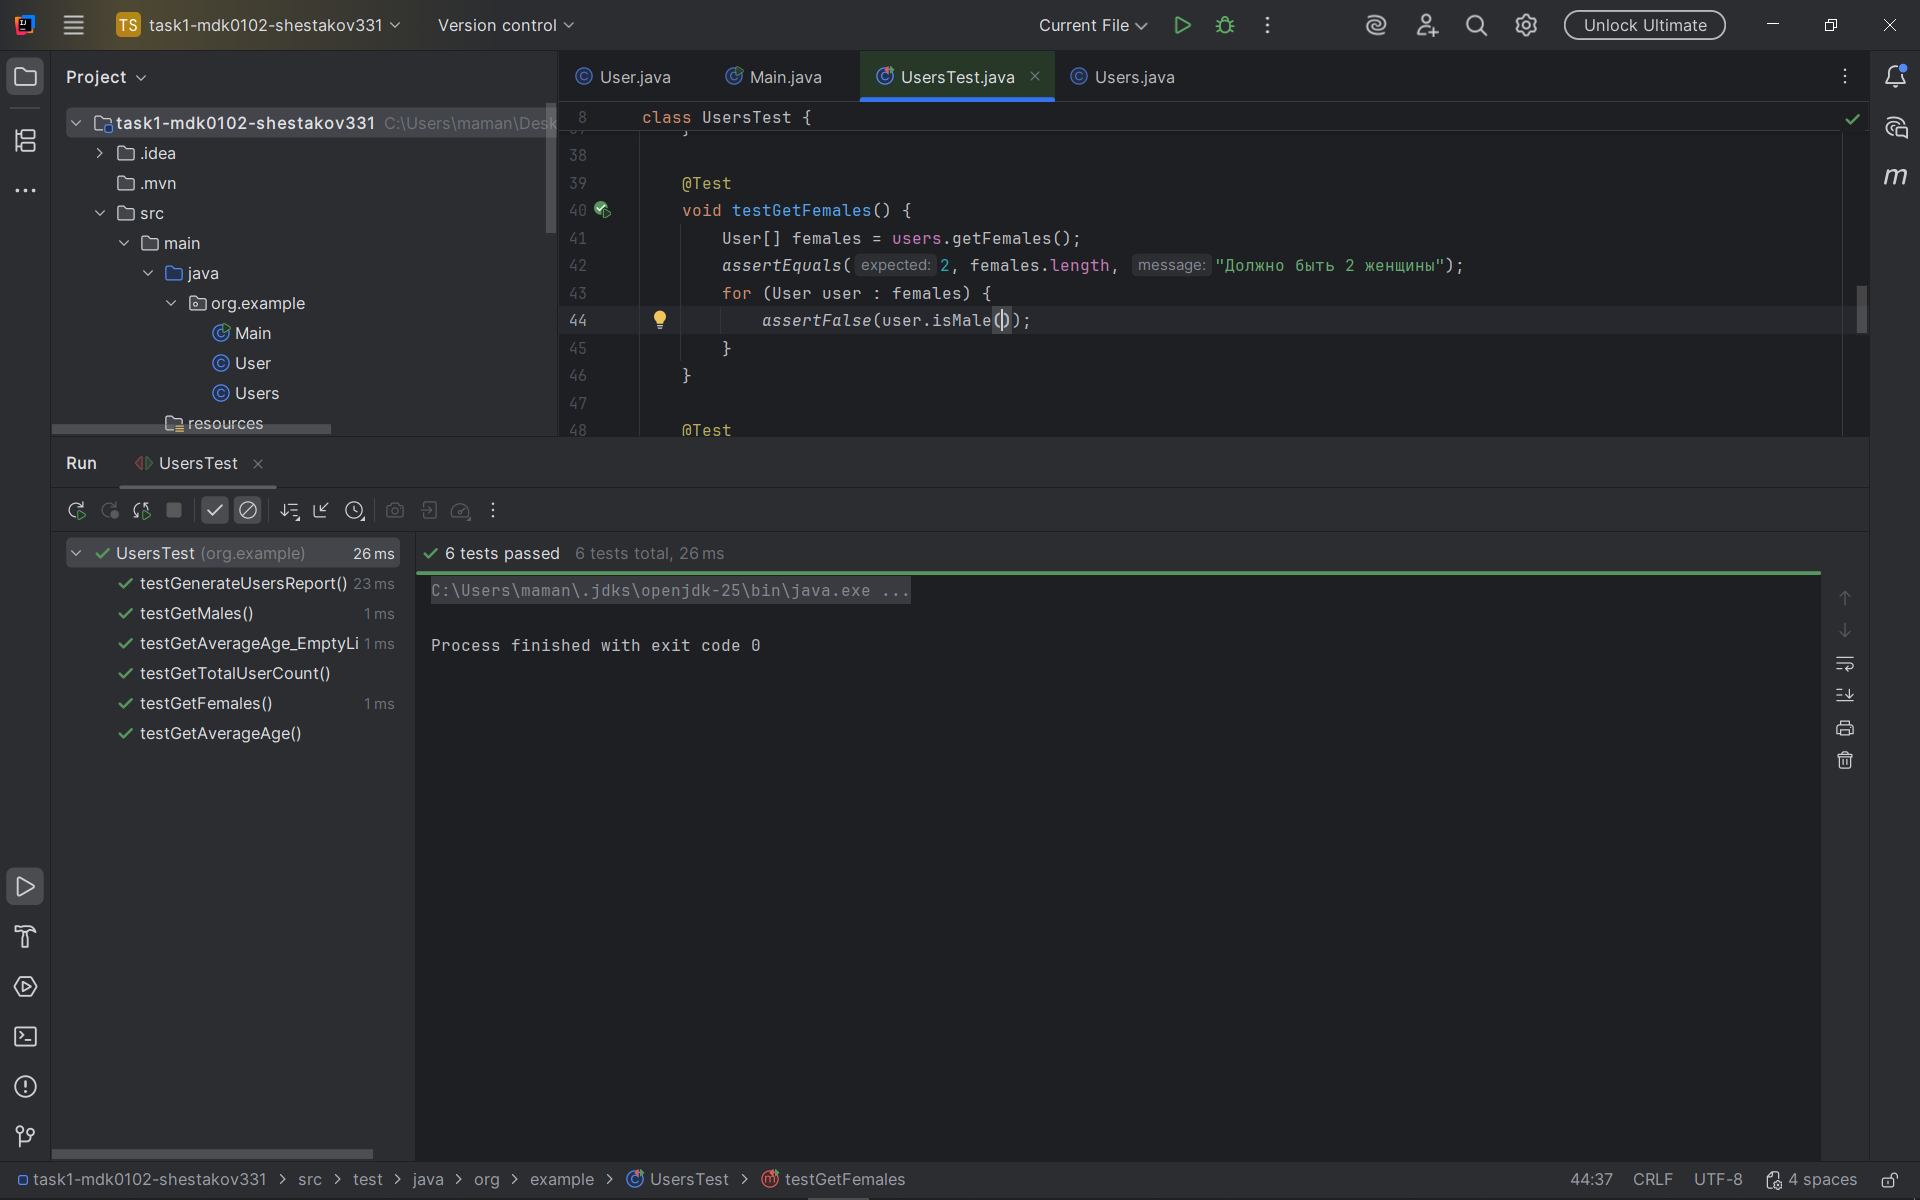 TS task1-mdk0102-shestakov331 Version control Current File Unlock Ultimate
Project
task1-mdk0102-shestakov331 C:\Users\maman\Desk
.idea
.mvn
src
main
java
org.example
Main
User
Users
resources
User.java Main.java UsersTest.java Users.java
8 class UsersTest {
37 }
38
39 @Test
40 void testGetFemales() {
41 User[] females = users.getFemales();
42 assertEquals( expected: 2, females.length, message: "Должно быть 2 женщины");
43 for (User user : females) {
44 assertFalse(user.isMale());
45 }
46 }
47
48 @Test
Run UsersTest
UsersTest (org.example) 26 ms
testGenerateUsersReport() 23 ms
testGetMales() 1 ms
testGetAverageAge_EmptyLi 1 ms
testGetTotalUserCount()
testGetFemales() 1 ms
testGetAverageAge()
6 tests passed 6 tests total, 26 ms
C:\Users\maman\.jdks\openjdk-25\bin\java.exe ...
Process finished with exit code 0
m
task1-mdk0102-shestakov331 > src > test > java > org > example > UsersTest > testGetFemales
44:37 CRLF UTF-8 4 spaces